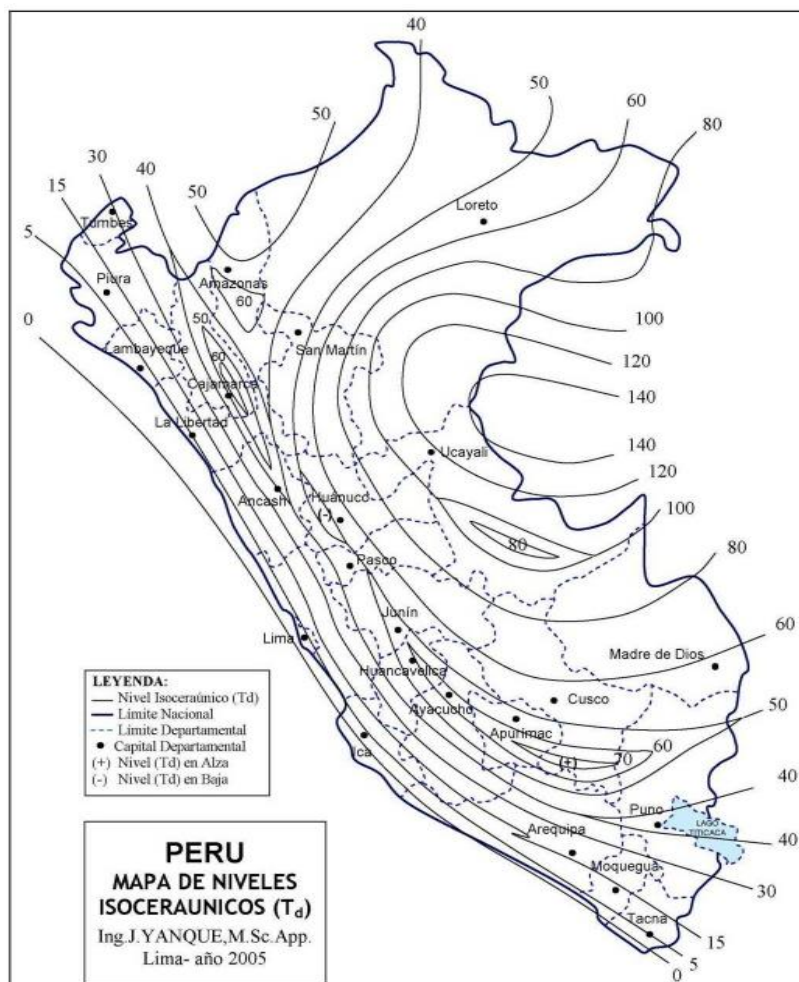 40
50
60
80
50
30
40
50
15
5
0
Tumbes
Loreto
Piura
Amazonas
60
100
50
Lambayeque
San Martín
120
60
Cajamarca
140
La Libertad
140
Ucayali
120
Ancash
Huánuco
(-)
100
80
80
Pasco
Junín
Lima
60
Madre de Dios
Huancavelica
Ayacucho
Cusco
50
Apurímac
60
70
(+)
Ica
40
Puno
LAGO
TITICACA
Arequipa
40
Moquegua
30
Tacna
15
5
0
LEYENDA:
Nivel Isoceraúnico (Td)
Límite Nacional
Límite Departamental
Capital Departamental
(+) Nivel (Td) en Alza
(-) Nivel (Td) en Baja
PERU
MAPA DE NIVELES
ISOCERAUNICOS (Td)
Ing.J.YANQUE,M.Sc.App.
Lima- año 2005